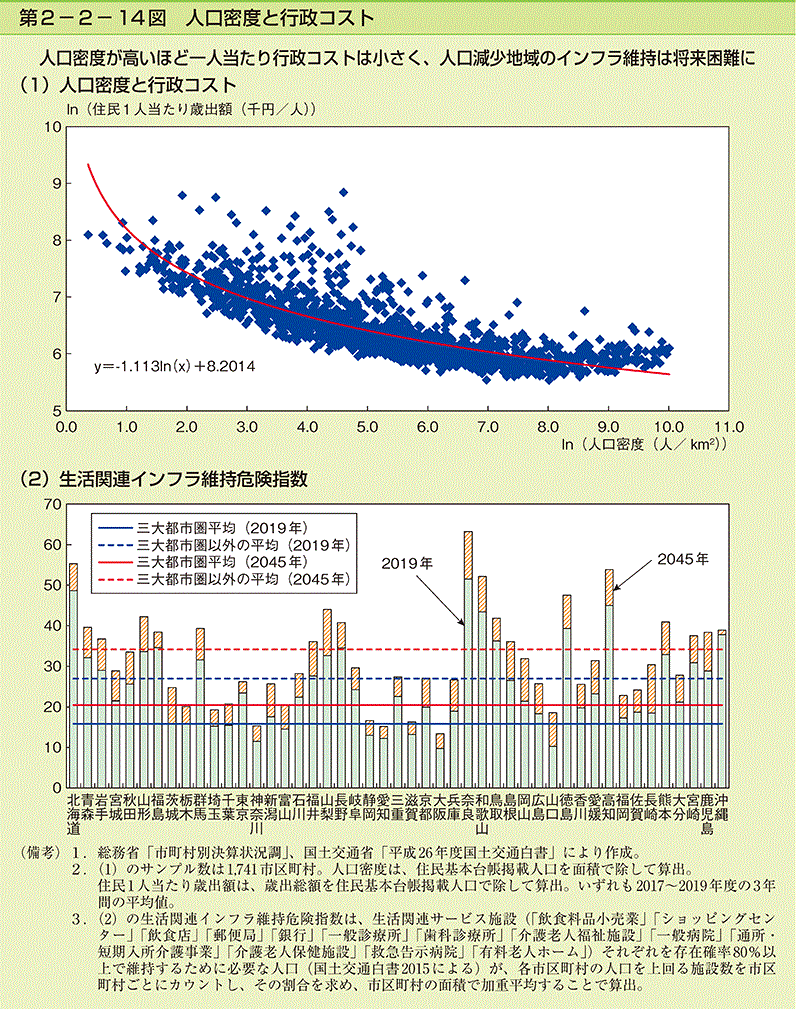 第2-2-14図 人口密度と行政コスト
人口密度が高いほど一人当たり行政コストは小さく、人口減少地域のインフラ維持は将来困難に
(1)人口密度と行政コスト
ln(住民1人当たり歳出額(千円/人))
10
9
8
7
6
5
y=-1.113ln(x)+8.2014
0.0 1.0 2.0 3.0 4.0 5.0 6.0 7.0 8.0 9.0 10.0 11.0
ln(人口密度(人/km²))
(2)生活関連インフラ維持危険指数
70
60
50
40
30
20
10
0
三大都市圏平均(2019年)
三大都市圏以外の平均(2019年)
三大都市圏平均(2045年)
三大都市圏以外の平均(2045年)
2019年
2045年
北海道 青森 岩手 宮城 秋田 山形 福島 茨城 栃木 群馬 埼玉 千葉 東京 神奈川 新潟 富山 石川 福井 山梨 長野 岐阜 静岡 愛知 三重 滋賀 京都 大阪 兵庫 奈良 和歌山 鳥取 島根 岡山 広島 山口 徳島 香川 愛媛 高知 福岡 佐賀 長崎 熊本 大分 宮崎 鹿児島 沖縄
(備考)1.総務省「市町村別決算状況調」、国土交通省「平成26年度国土交通白書」により作成。
2.(1)のサンプル数は1,741市区町村。人口密度は、住民基本台帳掲載人口を面積で除して算出。
住民1人当たり歳出額は、歳出総額を住民基本台帳掲載人口で除して算出。いずれも2017~2019年度の3年
間の平均値。
3.(2)の生活関連インフラ維持危険指数は、生活関連サービス施設(「飲食料品小売業」「ショッピングセン
ター」「飲食店」「郵便局」「銀行」「一般診療所」「歯科診療所」「介護老人福祉施設」「一般病院」「通所・
短期入所介護事業」「介護老人保健施設」「救急告示病院」「有料老人ホーム」)それぞれを存在確率80%以
上で維持するために必要な人口(国土交通白書2015による)が、各市区町村の人口を上回る施設数を市区
町村ごとにカウントし、その割合を求め、市区町村の面積で加重平均することで算出。